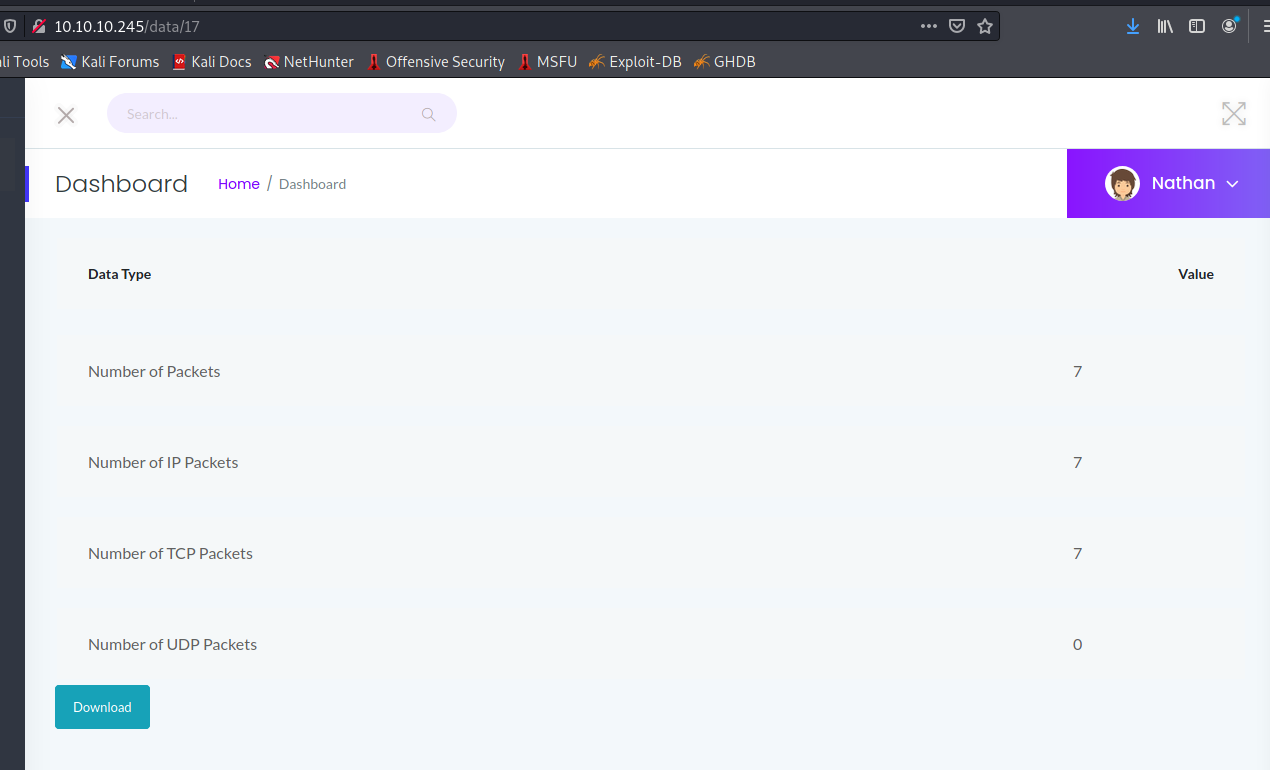 10.10.10.245/data/17
ali Tools Kali Forums Kali Docs NetHunter Offensive Security MSFU Exploit-DB GHDB
Search...
Dashboard Home / Dashboard Nathan
Data Type Value
Number of Packets 7
Number of IP Packets 7
Number of TCP Packets 7
Number of UDP Packets 0
Download